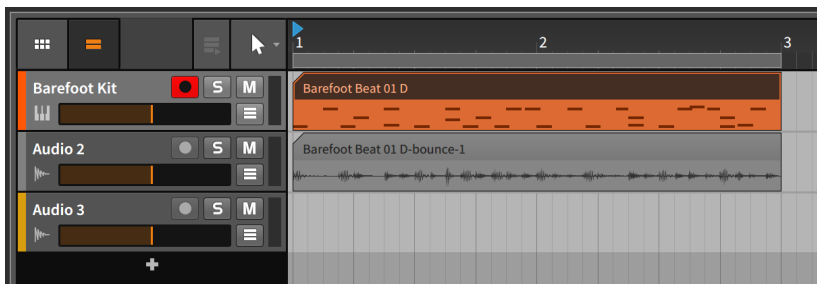 1 2 3
Barefoot Kit S M
Barefoot Beat 01 D
Audio 2 S M
Barefoot Beat 01 D-bounce-1
Audio 3 S M